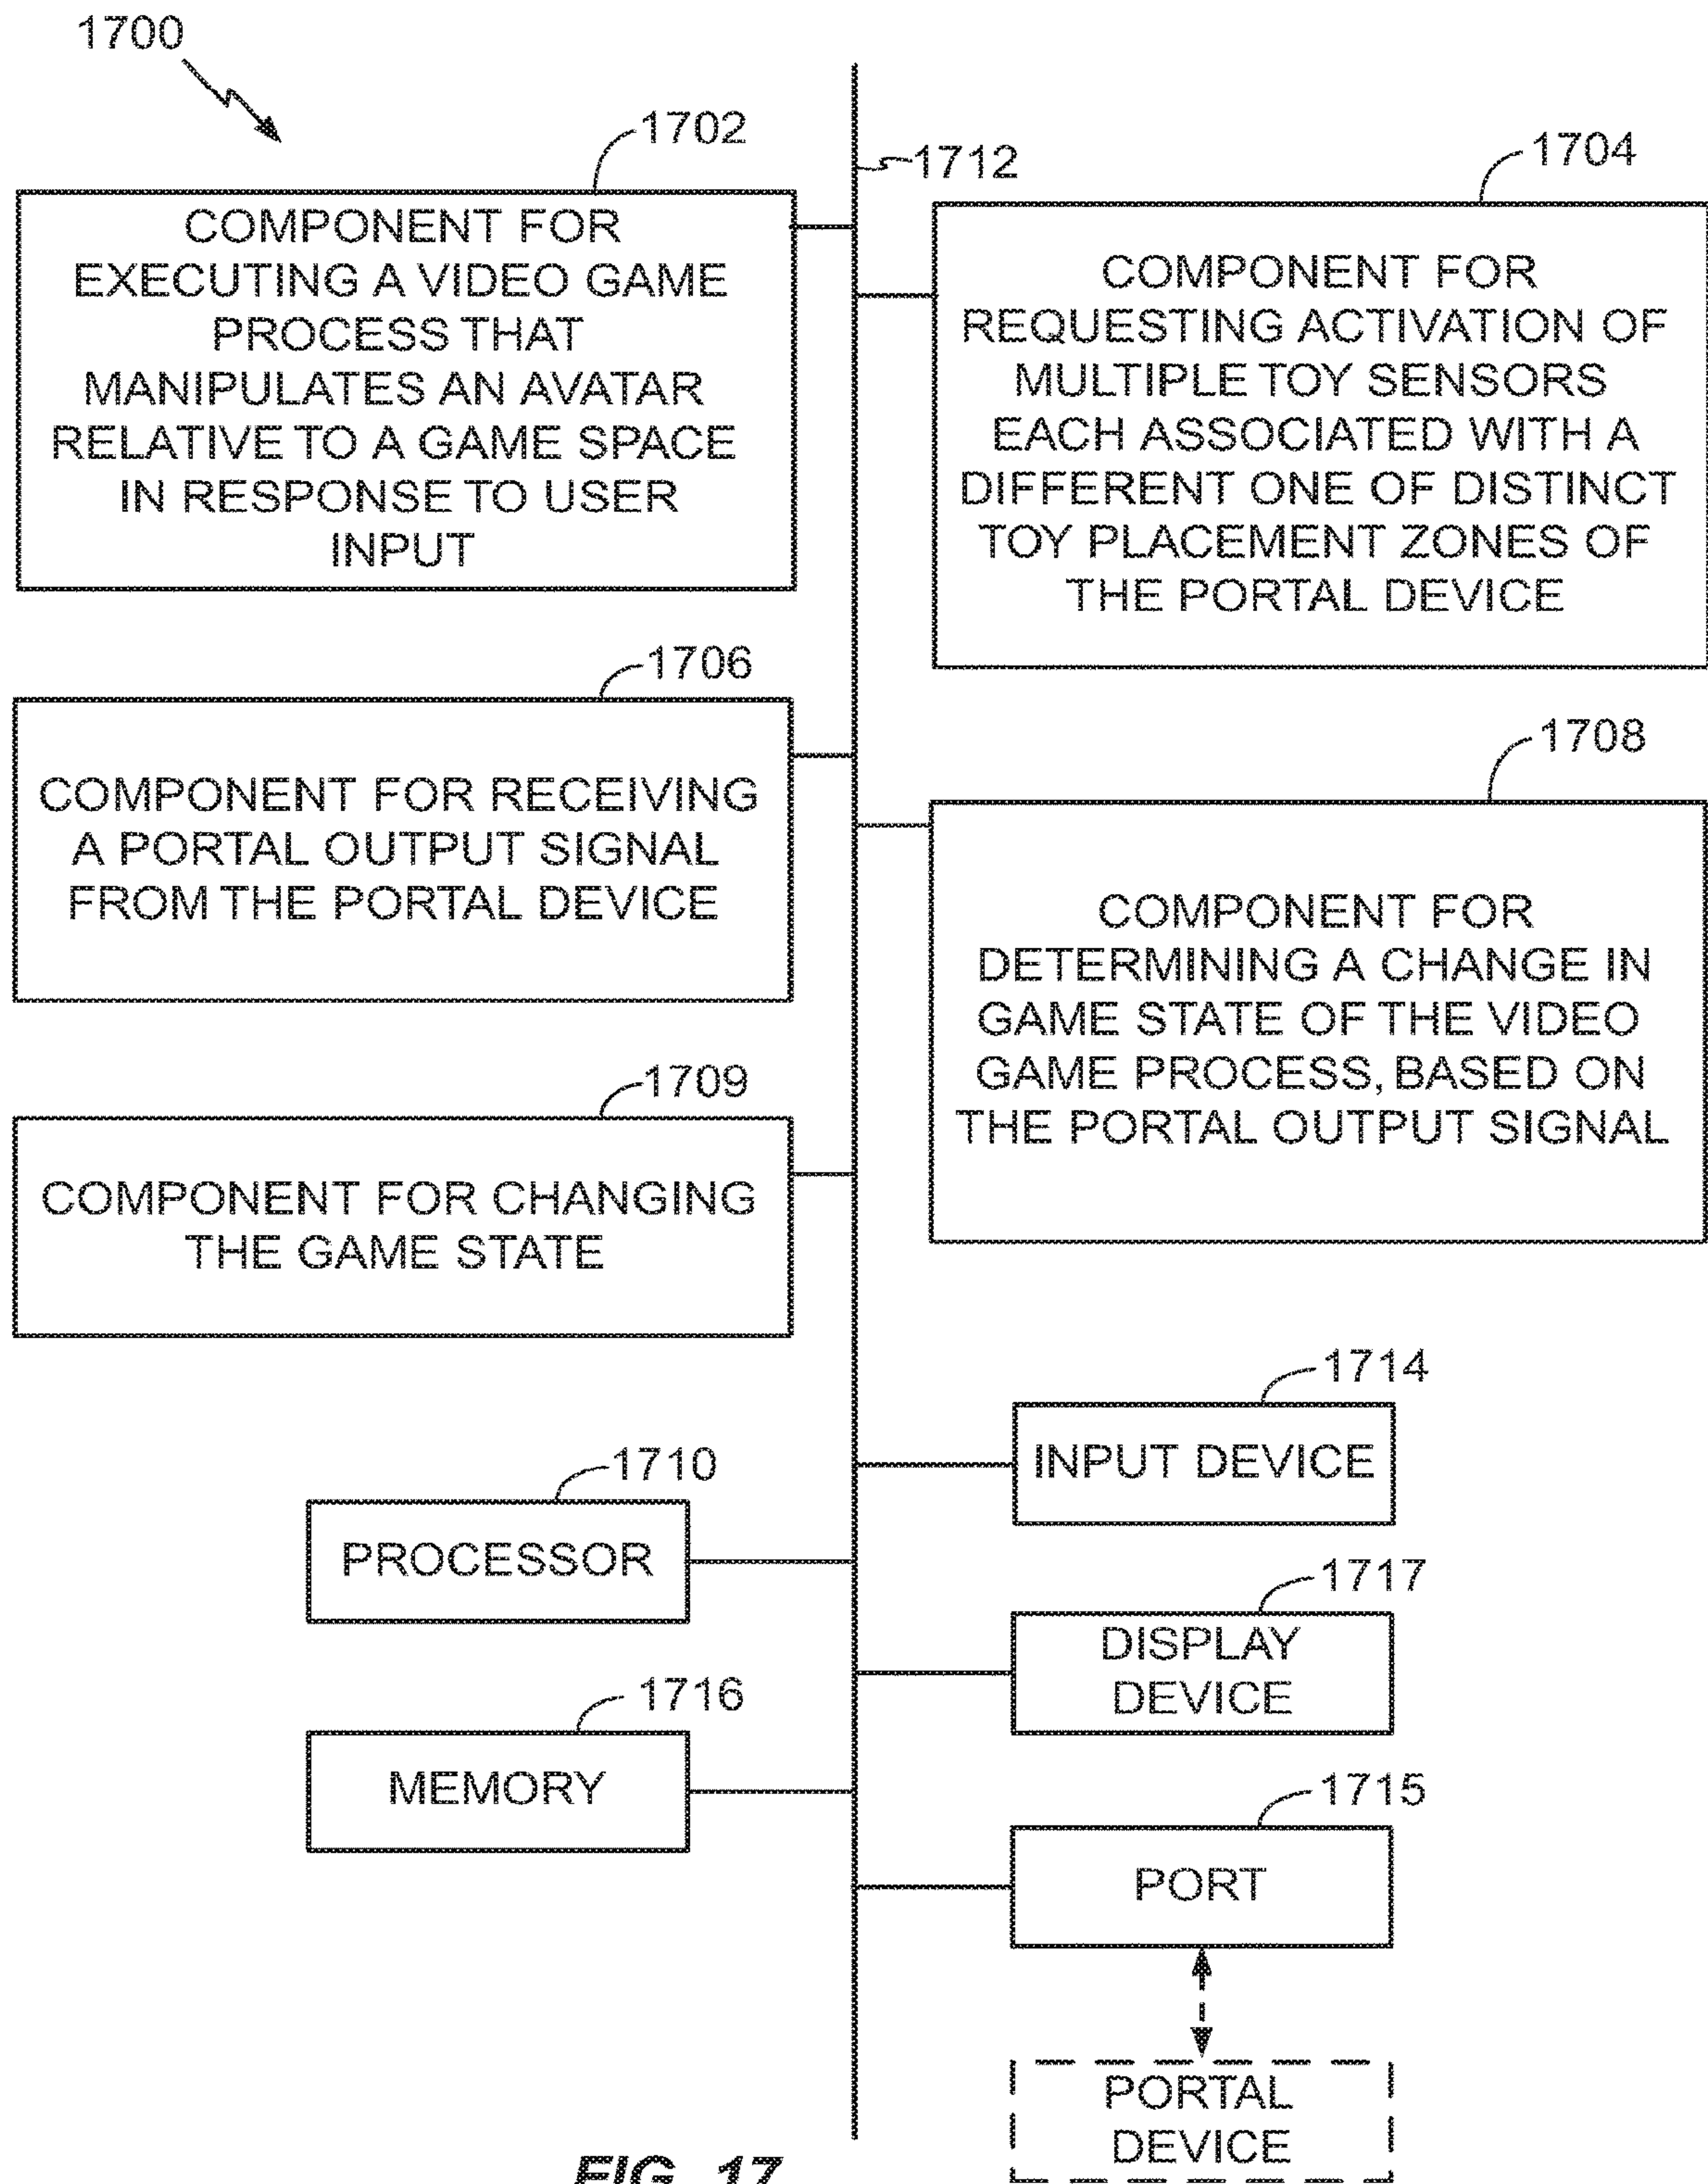 1700
1702
COMPONENT FOR
EXECUTING A VIDEO GAME
PROCESS THAT
MANIPULATES AN AVATAR
RELATIVE TO A GAME SPACE
IN RESPONSE TO USER
INPUT
1712
1704
COMPONENT FOR
REQUESTING ACTIVATION OF
MULTIPLE TOY SENSORS
EACH ASSOCIATED WITH A
DIFFERENT ONE OF DISTINCT
TOY PLACEMENT ZONES OF
THE PORTAL DEVICE
1706
COMPONENT FOR RECEIVING
A PORTAL OUTPUT SIGNAL
FROM THE PORTAL DEVICE
1708
COMPONENT FOR
DETERMINING A CHANGE IN
GAME STATE OF THE VIDEO
GAME PROCESS, BASED ON
THE PORTAL OUTPUT SIGNAL
1709
COMPONENT FOR CHANGING
THE GAME STATE
1714
INPUT DEVICE
1710
PROCESSOR
1717
DISPLAY
DEVICE
1716
MEMORY
1715
PORT
PORTAL
DEVICE
FIG. 17